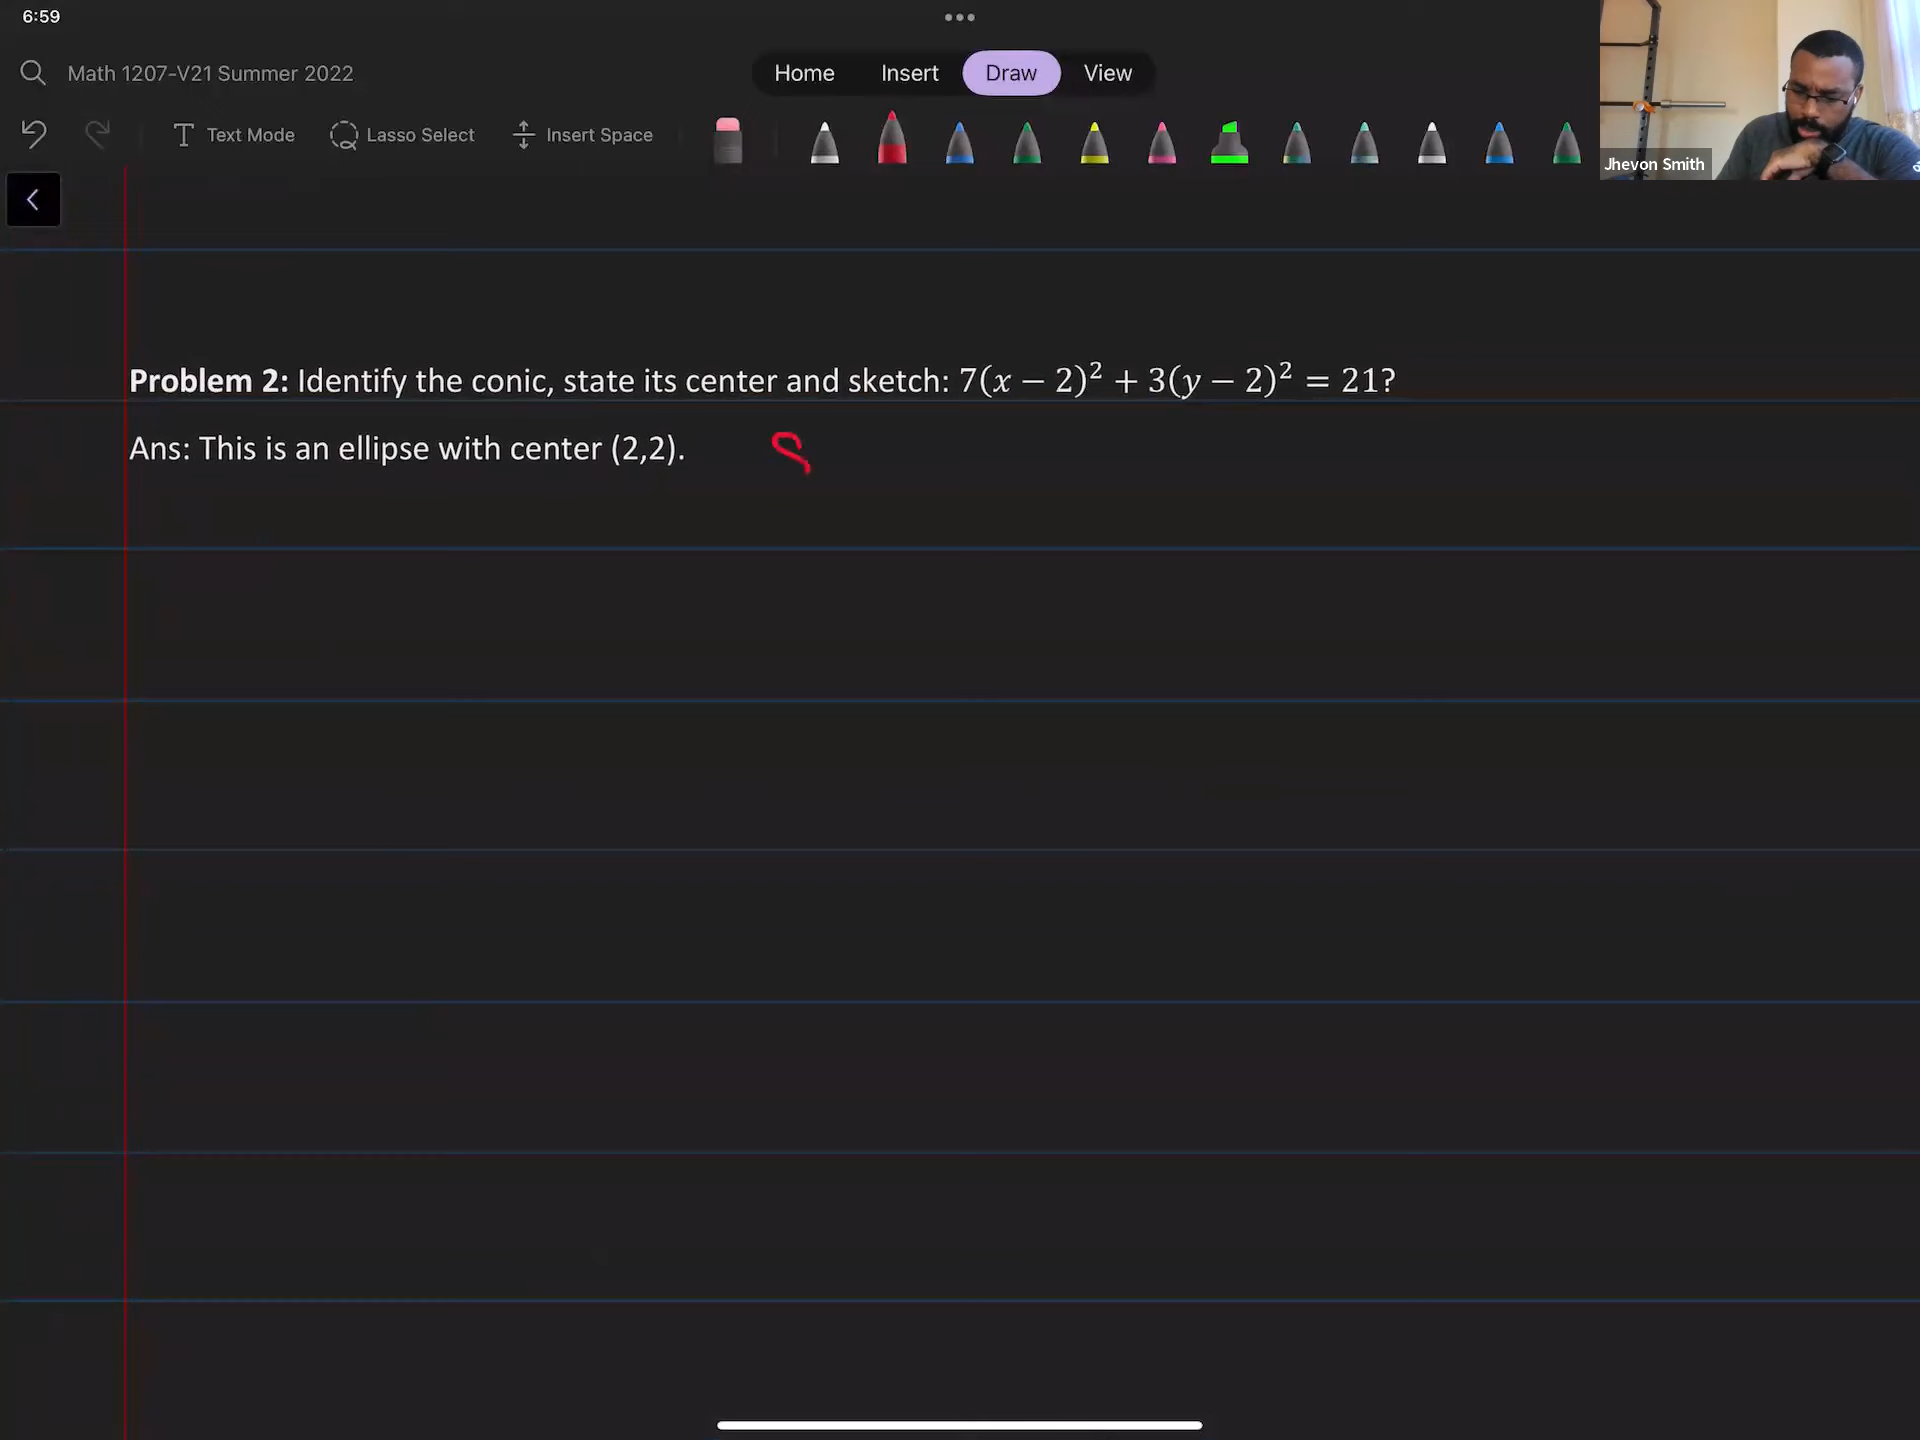 6:59
Math 1207-V21 Summer 2022
Home Insert Draw View
Text Mode Lasso Select Insert Space
Jhevon Smith
Problem 2: Identify the conic, state its center and sketch: 7(x − 2)² + 3(y − 2)² = 21?
Ans: This is an ellipse with center (2,2).